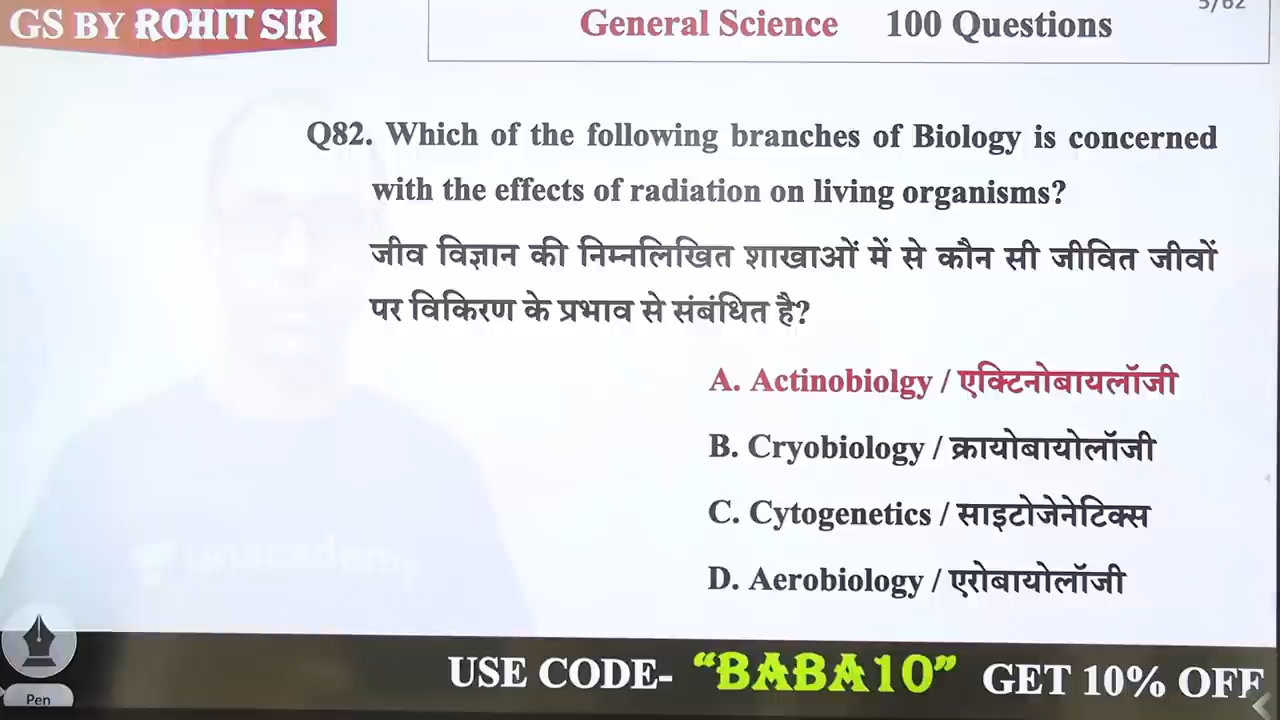 GS BY ROHIT SIR
General Science 100 Questions
5/62
Q82. Which of the following branches of Biology is concerned
with the effects of radiation on living organisms?
जीव विज्ञान की निम्नलिखित शाखाओं में से कौन सी जीवित जीवों
पर विकिरण के प्रभाव से संबंधित है?
A. Actinobiolgy / एक्टिनोबायलॉजी
B. Cryobiology / क्रायोबायोलॉजी
C. Cytogenetics / साइटोजेनेटिक्स
D. Aerobiology / एरोबायोलॉजी
unacademy
Pen
USE CODE- “BABA10” GET 10% OFF